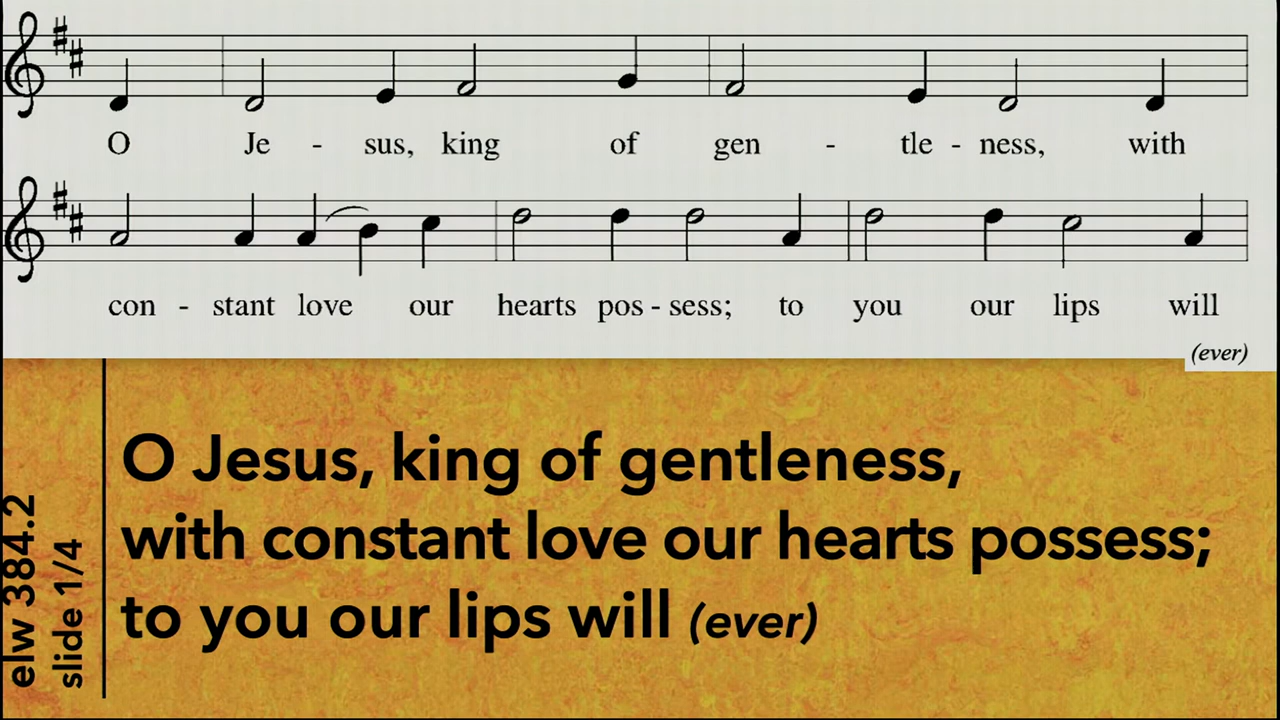 O Je - sus, king of gen - tle - ness, with
con - stant love our hearts pos - sess; to you our lips will
(ever)
elw 384.2
slide 1/4
O Jesus, king of gentleness,
with constant love our hearts possess;
to you our lips will (ever)